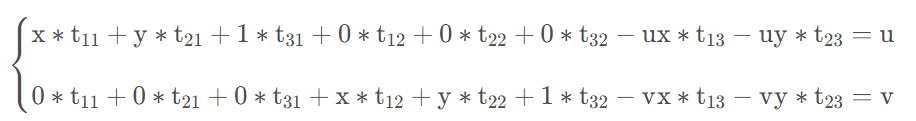 x ∗ t₁₁ + y ∗ t₂₁ + 1 ∗ t₃₁ + 0 ∗ t₁₂ + 0 ∗ t₂₂ + 0 ∗ t₃₂ − ux ∗ t₁₃ − uy ∗ t₂₃ = u
0 ∗ t₁₁ + 0 ∗ t₂₁ + 0 ∗ t₃₁ + x ∗ t₁₂ + y ∗ t₂₂ + 1 ∗ t₃₂ − vx ∗ t₁₃ − vy ∗ t₂₃ = v